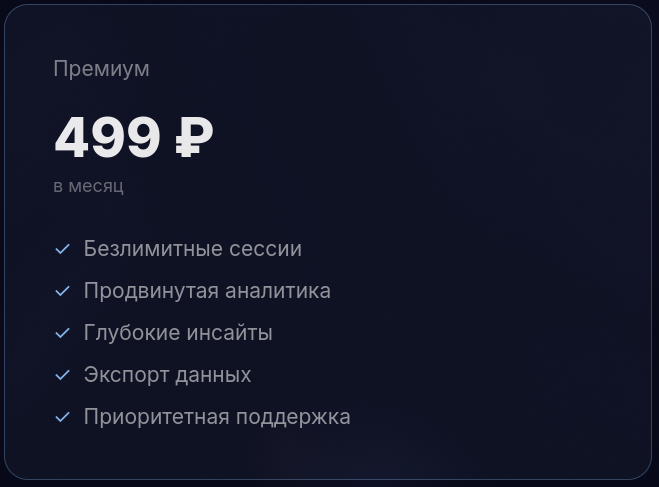 Премиум
499 ₽
в месяц
✓ Безлимитные сессии
✓ Продвинутая аналитика
✓ Глубокие инсайты
✓ Экспорт данных
✓ Приоритетная поддержка